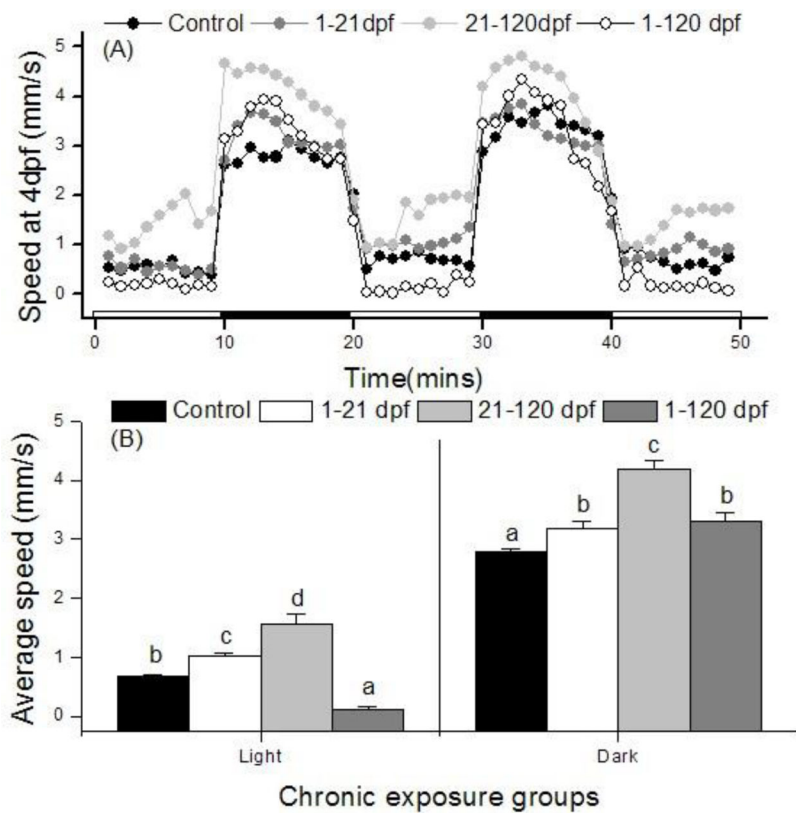 Control 1-21dpf 21-120dpf 1-120 dpf
(A)
Speed at 4dpf (mm/s)
5
4
3
2
1
0
0 10 20 30 40 50
Time(mins)
Control 1-21 dpf 21-120 dpf 1-120 dpf
(B)
Average speed (mm/s)
5
4
3
2
1
0
b c d a
a b c b
Light Dark
Chronic exposure groups